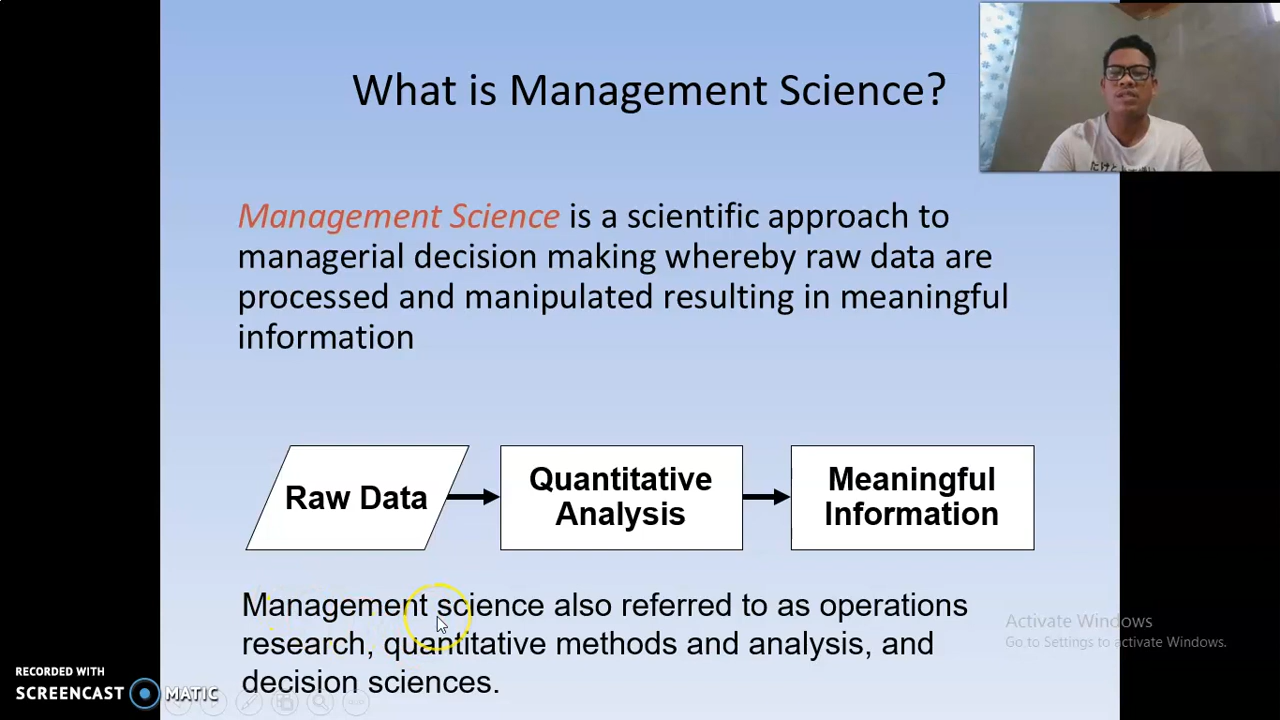 What is Management Science?
Management Science is a scientific approach to
managerial decision making whereby raw data are
processed and manipulated resulting in meaningful
information
Raw Data
Quantitative
Analysis
Meaningful
Information
Management science also referred to as operations
research, quantitative methods and analysis, and
decision sciences.
Activate Windows
Go to Settings to activate Windows.
RECORDED WITH
SCREENCAST MATIC